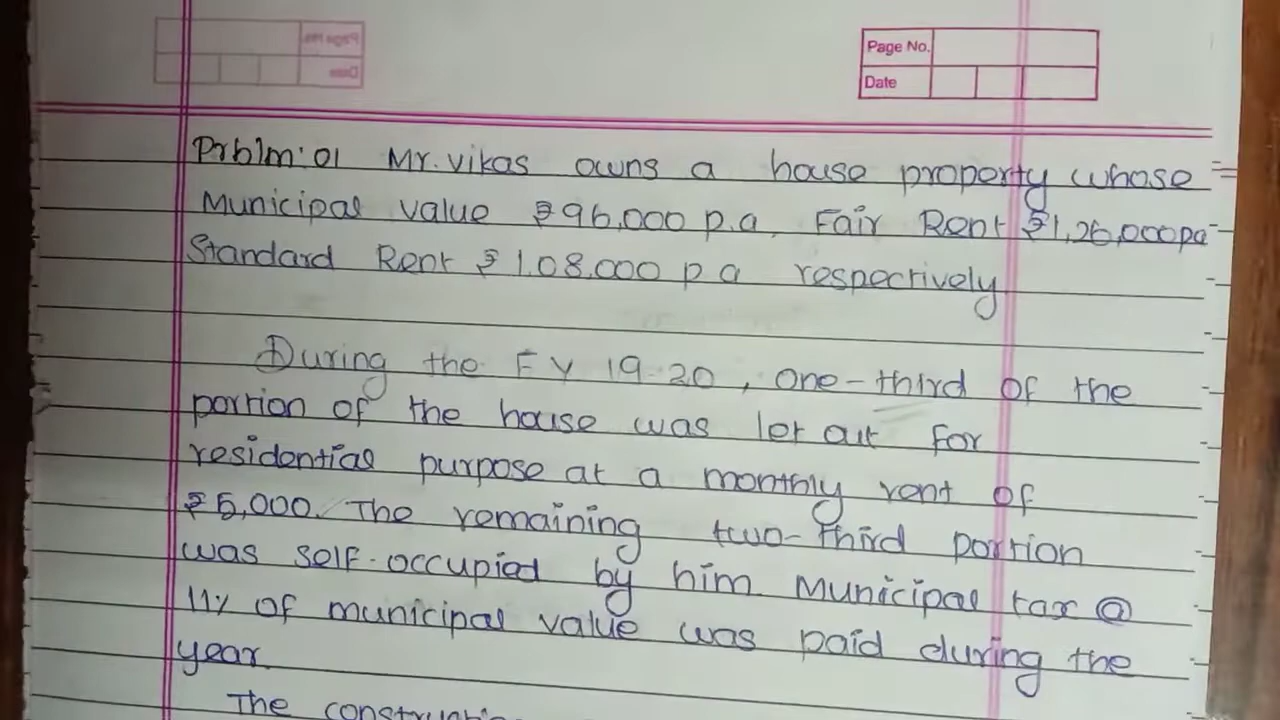 Page No.
Date
Prblm:01 Mr. vikas owns a house property whose
Municipal value ₹96,000 p.a. Fair Rent ₹1,26,000pa
Standard Rent ₹1,08,000 p a respectively
During the F Y 19-20, one-third of the
portion of the house was let out for
residential purpose at a monthly rent of
₹5,000. The remaining two-third portion
was self-occupied by him Municipal tax @
11% of municipal value was paid during the
year.
The